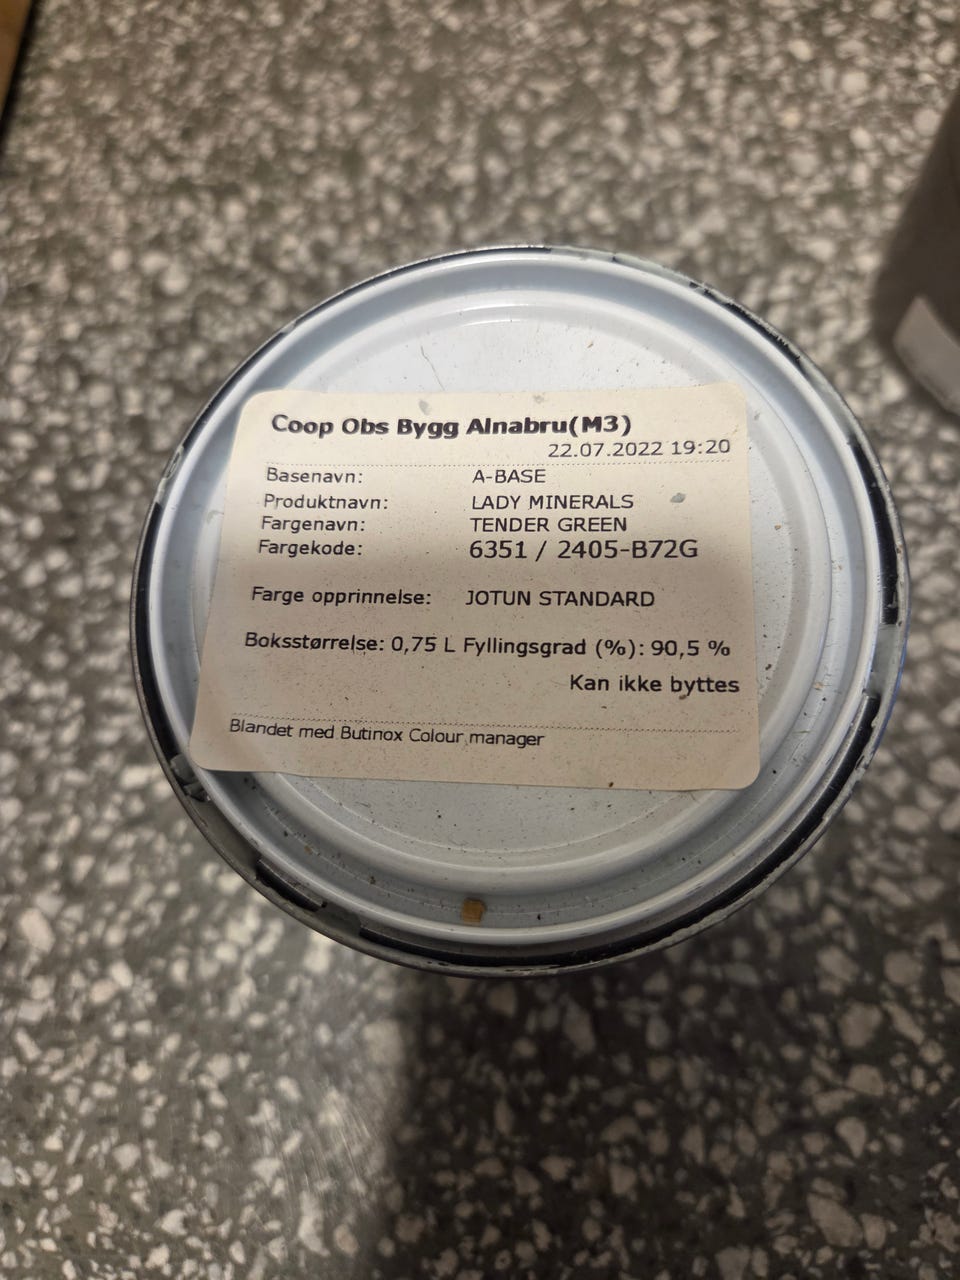 Coop Obs Bygg Alnabru(M3)
22.07.2022 19:20
Basenavn: A-BASE
Produktnavn: LADY MINERALS
Fargenavn: TENDER GREEN
Fargekode: 6351 / 2405-B72G
Farge opprinnelse: JOTUN STANDARD
Boksstørrelse: 0,75 L Fyllingsgrad (%): 90,5 %
Kan ikke byttes
Blandet med Butinox Colour manager